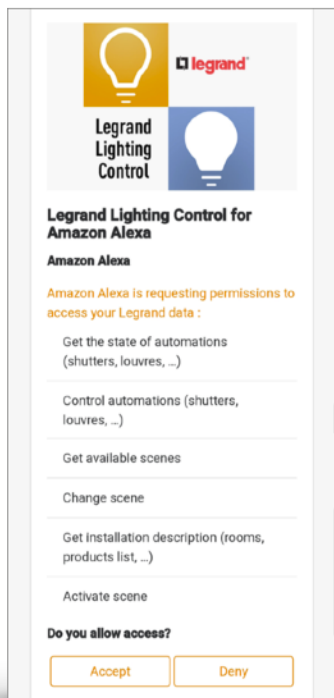 legrand
Legrand
Lighting
Control
Legrand Lighting Control for
Amazon Alexa
Amazon Alexa
Amazon Alexa is requesting permissions to
access your Legrand data :
Get the state of automations
(shutters, louvres, ...)
Control automations (shutters,
louvres, ...)
Get available scenes
Change scene
Get installation description (rooms,
products list, ...)
Activate scene
Do you allow access?
Accept
Deny